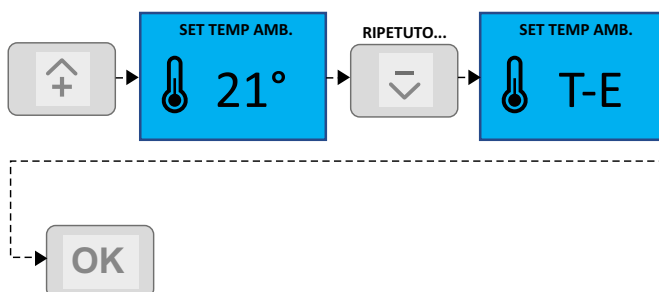 SET TEMP AMB.
21°
RIPETUTO...
SET TEMP AMB.
T-E
OK